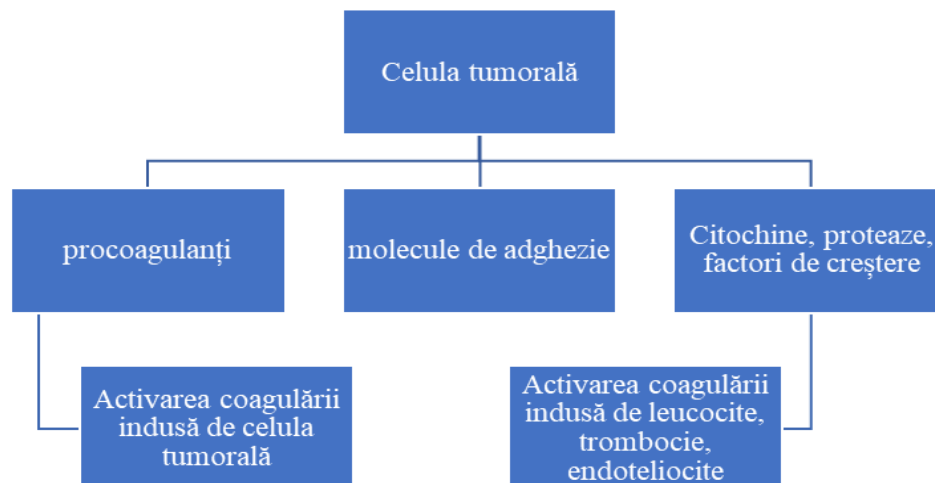 Celula tumorală
procoagulanți
molecule de adghezie
Citochine, proteaze,
factori de creștere
Activarea coagulării
indusă de celula
tumorală
Activarea coagulării
indusă de leucocite,
trombocie,
endoteliocite